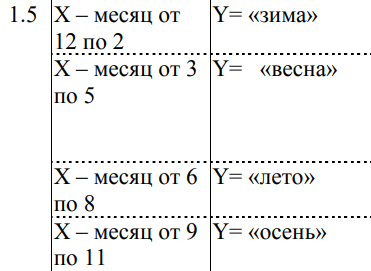 1.5 X – месяц от Y= «зима»
12 по 2
X – месяц от 3 Y= «весна»
по 5
X – месяц от 6 Y= «лето»
по 8
X – месяц от 9 Y= «осень»
по 11